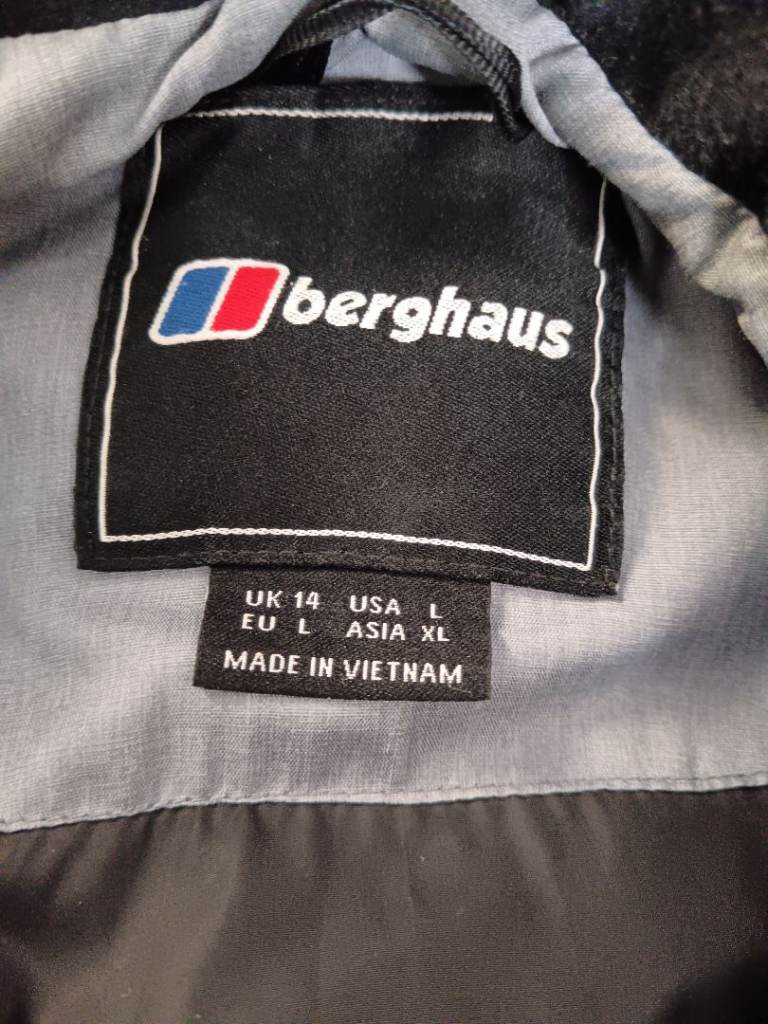 berghaus
UK 14 USA L
EU L ASIA XL
MADE IN VIETNAM